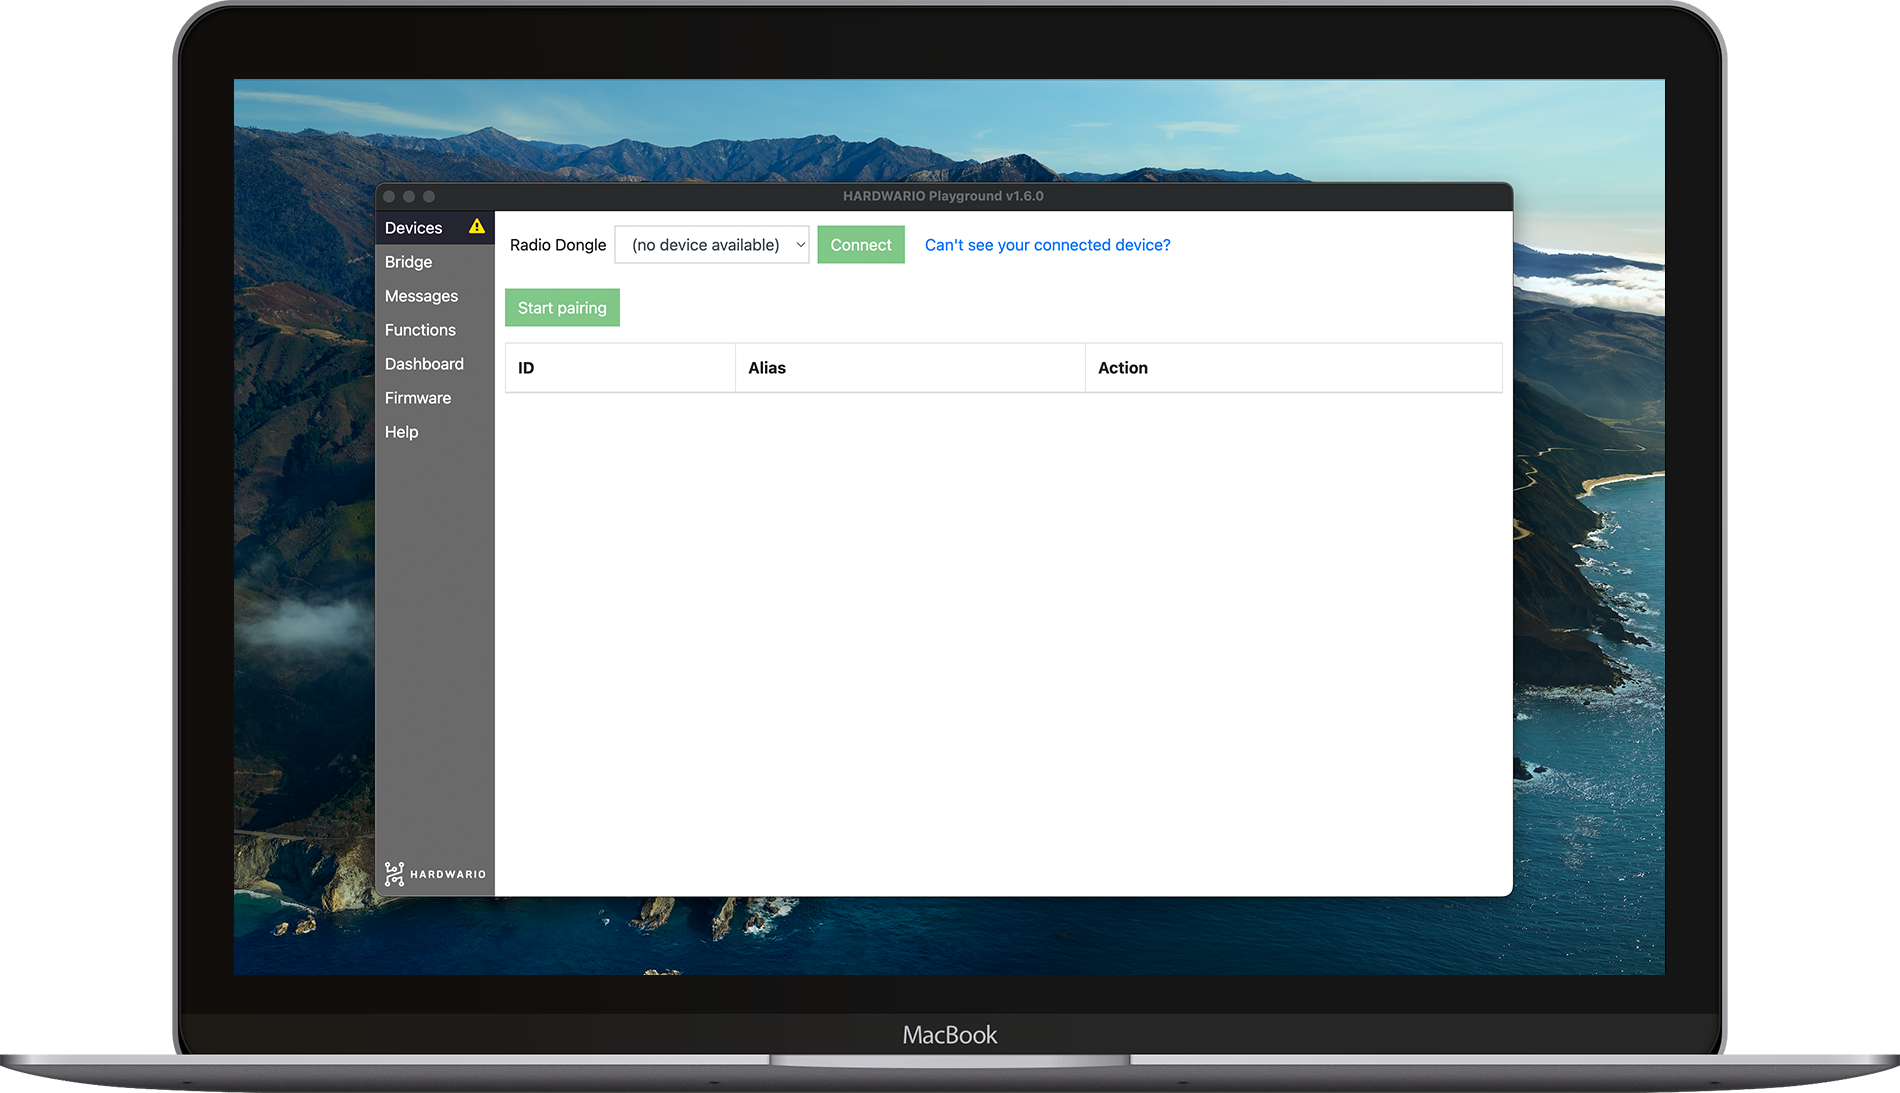 HARDWARIO Playground v1.6.0
Devices
Radio Dongle (no device available) Connect Can't see your connected device?
Bridge
Messages
Start pairing
Functions
Dashboard
ID Alias Action
Firmware
Help
HARDWARIO
MacBook